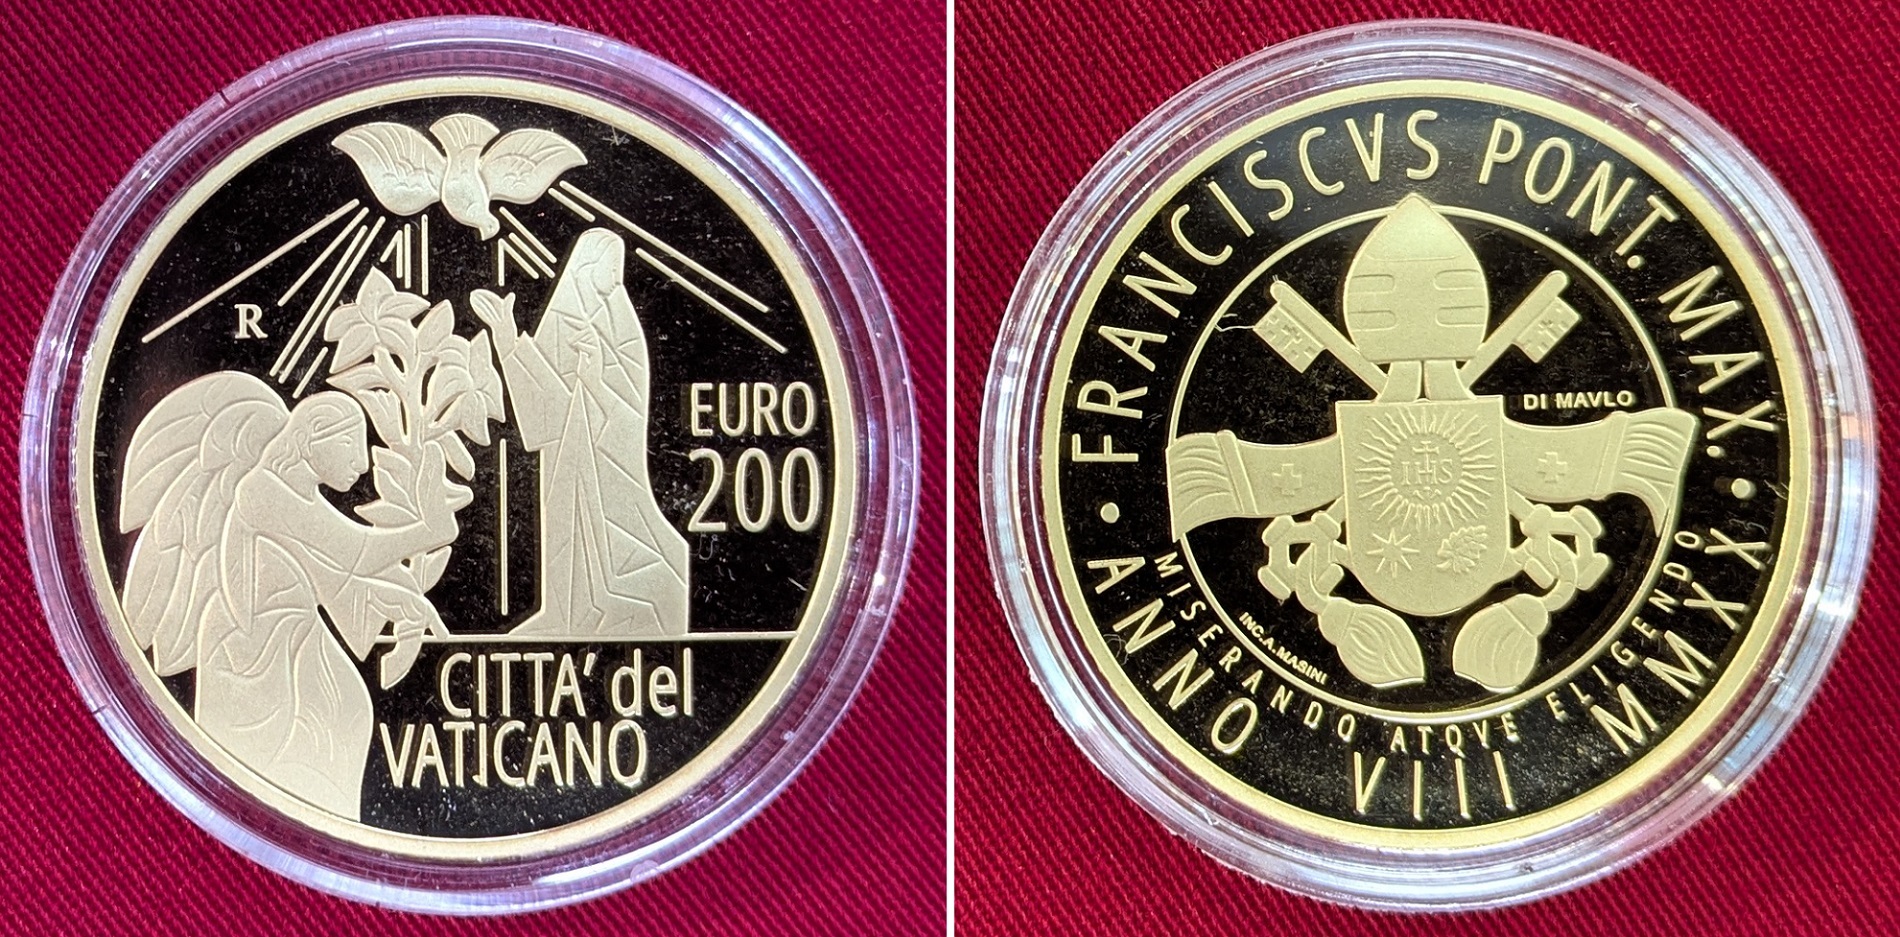 R
EURO
200
CITTA' del
VATICANO
FRANCISCVS PONT. MAX. • MMXX
ANNO VIII
DI MAVLO
IHS
INC.A.MASINI
MISERANDO ATQVE ELIGENDO